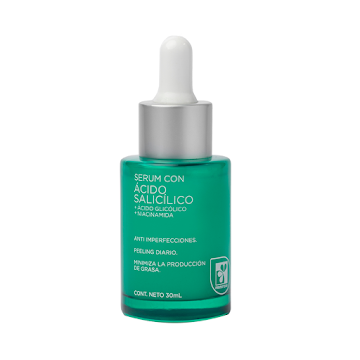 SERUM CON
ÁCIDO
SALICÍLICO
+ ÁCIDO GLICÓLICO
+ NIACINAMIDA
ANTI IMPERFECCIONES.
PEELING DIARIO.
MINIMIZA LA PRODUCCIÓN
DE GRASA.
CONT. NETO 30mL